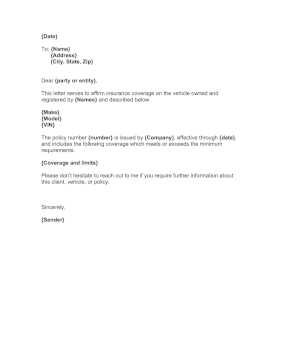 {Date}
To: {Name}
{Address}
{City, State, Zip}
Dear {party or entity},
This letter serves to affirm insurance coverage on the vehicle owned and
registered by {Names} and described below.
{Make}
{Model}
{VIN}
The policy number {number} is issued by {Company}, effective through {date},
and includes the following coverage which meets or exceeds the minimum
requirements.
{Coverage and limits}
Please don't hesitate to reach out to me if you require further information about
this client, vehicle, or policy.
Sincerely,
{Sender}